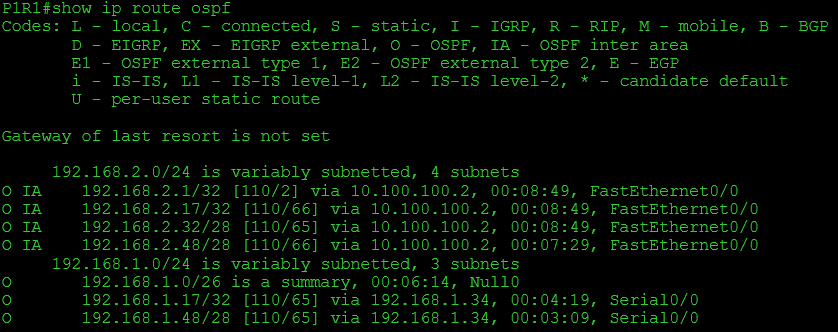 P1R1#show ip route ospf
Codes: L - local, C - connected, S - static, I - IGRP, R - RIP, M - mobile, B - BGP
       D - EIGRP, EX - EIGRP external, O - OSPF, IA - OSPF inter area
       E1 - OSPF external type 1, E2 - OSPF external type 2, E - EGP
       i - IS-IS, L1 - IS-IS level-1, L2 - IS-IS level-2, * - candidate default
       U - per-user static route
Gateway of last resort is not set
     192.168.2.0/24 is variably subnetted, 4 subnets
O IA    192.168.2.1/32 [110/2] via 10.100.100.2, 00:08:49, FastEthernet0/0
O IA    192.168.2.17/32 [110/66] via 10.100.100.2, 00:08:49, FastEthernet0/0
O IA    192.168.2.32/28 [110/65] via 10.100.100.2, 00:08:49, FastEthernet0/0
O IA    192.168.2.48/28 [110/66] via 10.100.100.2, 00:07:29, FastEthernet0/0
     192.168.1.0/24 is variably subnetted, 3 subnets
O       192.168.1.0/26 is a summary, 00:06:14, Null0
O       192.168.1.17/32 [110/65] via 192.168.1.34, 00:04:19, Serial0/0
O       192.168.1.48/28 [110/65] via 192.168.1.34, 00:03:09, Serial0/0